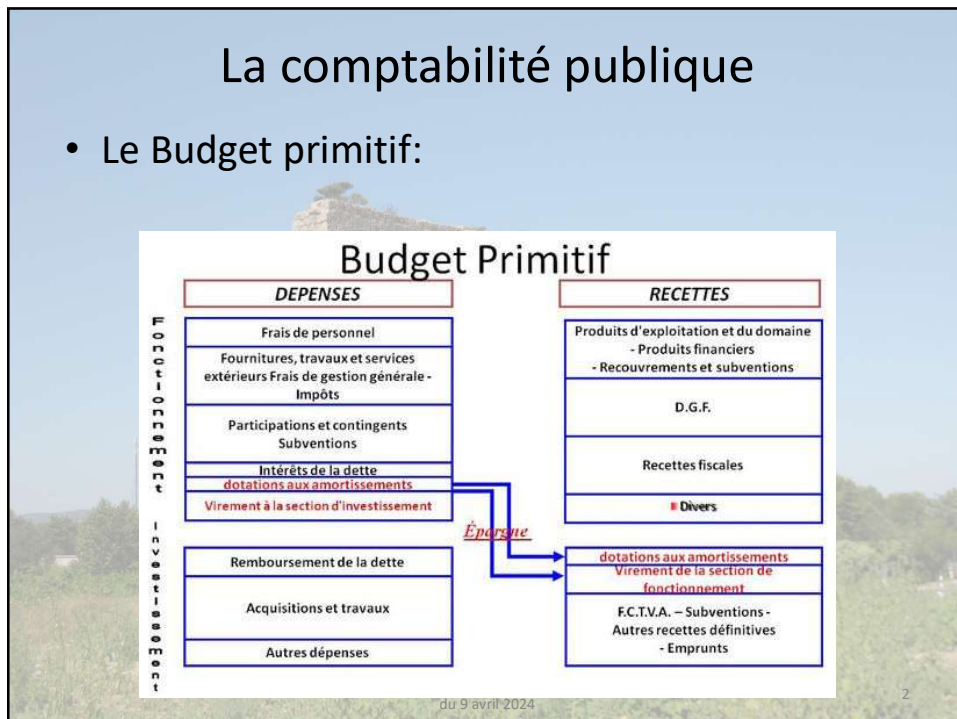 La comptabilité publique
• Le Budget primitif:
Budget Primitif
DEPENSES
RECETTES
Fonctionnement
Frais de personnel
Fournitures, travaux et services
extérieurs Frais de gestion générale -
Impôts
Participations et contingents
Subventions
Intérêts de la dette
dotations aux amortissements
Virement à la section d'investissement
Produits d'exploitation et du domaine
- Produits financiers
- Recouvrements et subventions
D.G.F.
Recettes fiscales
Divers
Épargne
Investissement
Remboursement de la dette
Acquisitions et travaux
Autres dépenses
dotations aux amortissements
Virement de la section de
fonctionnement
F.C.T.V.A. – Subventions -
Autres recettes définitives
- Emprunts
du 9 avril 2024
2